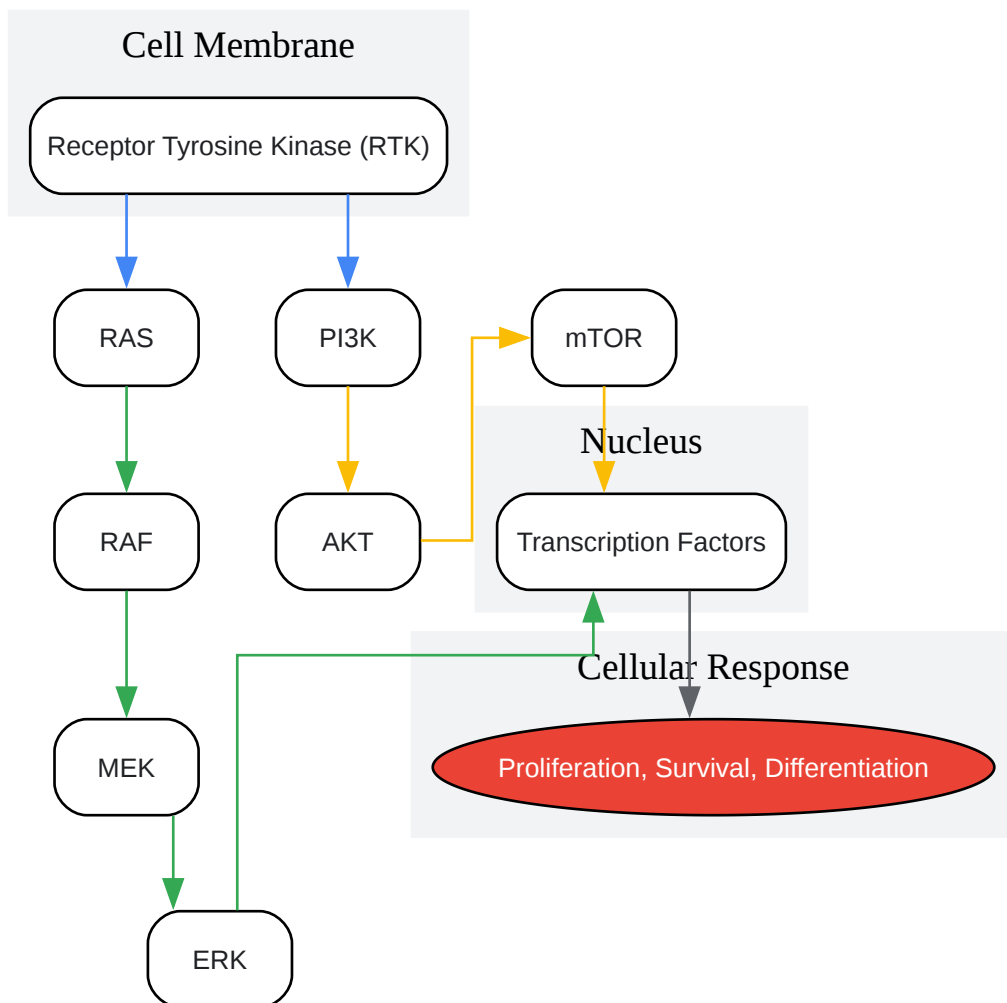 Cell Membrane
Receptor Tyrosine Kinase (RTK)
RAS
PI3K
mTOR
Nucleus
RAF
AKT
Transcription Factors
Cellular Response
MEK
Proliferation, Survival, Differentiation
ERK